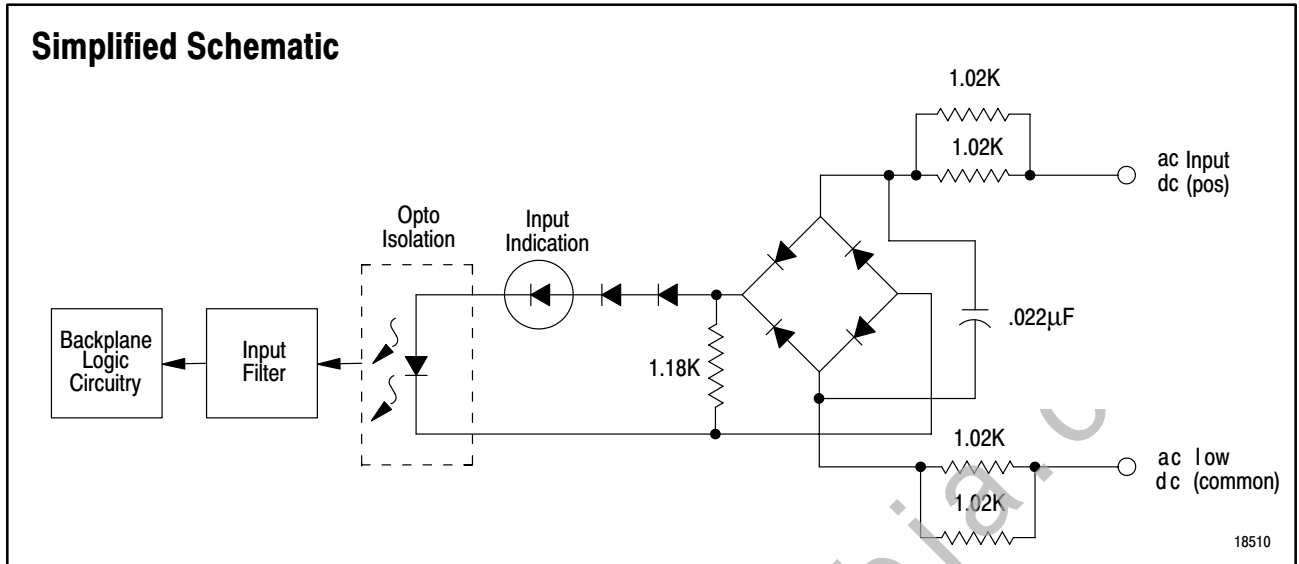 Simplified Schematic
1.02K
1.02K
ac Input
dc (pos)
Opto
Isolation
Input
Indication
.022µF
Backplane
Logic
Circuitry
Input
Filter
1.18K
1.02K
1.02K
ac low
dc (common)
18510